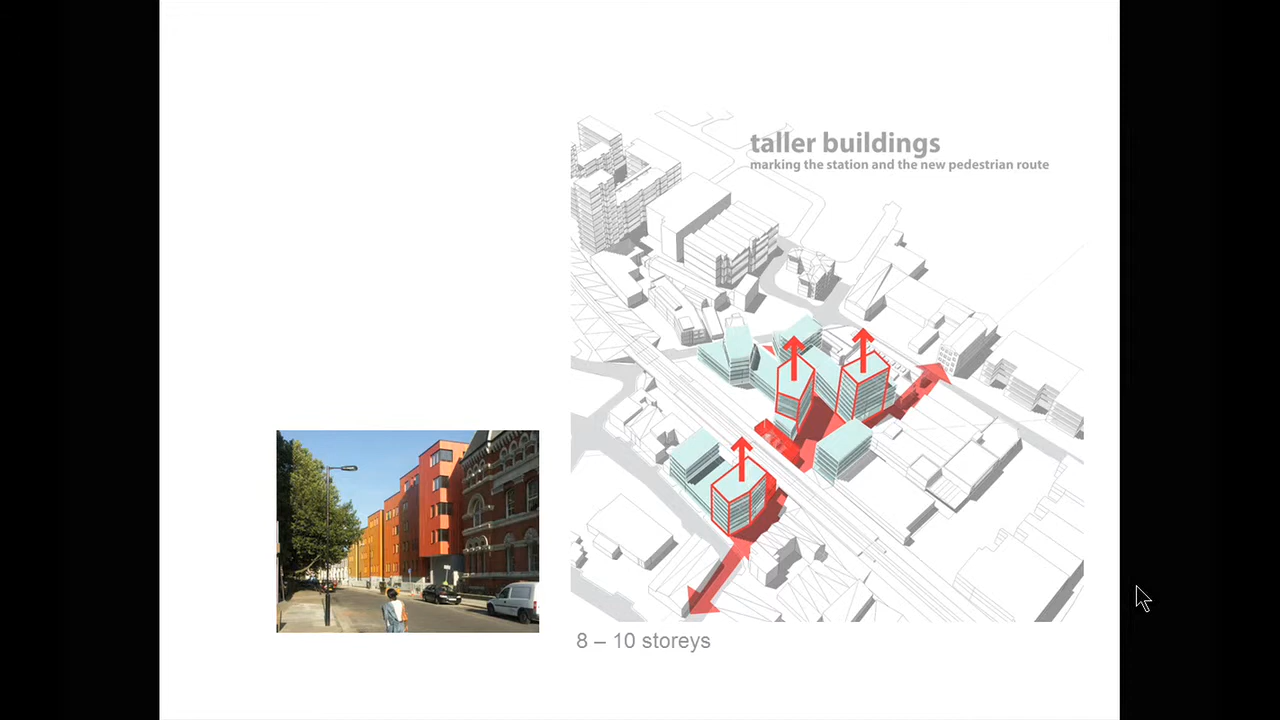 taller buildings
marking the station and the new pedestrian route
8 – 10 storeys